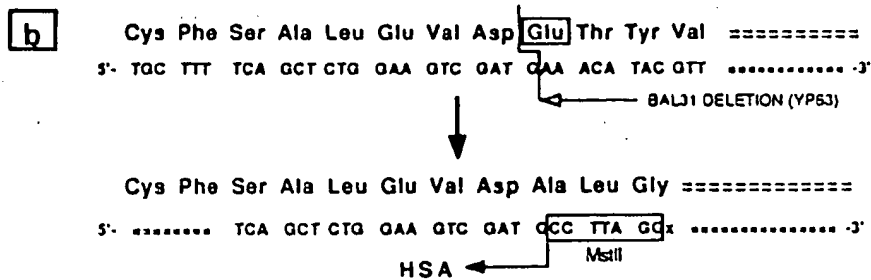 b
Cys Phe Ser Ala Leu Glu Val Asp Glu Thr Tyr Val ===========
5'- TGC TTT TCA GCT CTG GAA GTC GAT GAA ACA TAC GTT ------------ -3'
BAL31 DELETION (YP63)
Cys Phe Ser Ala Leu Glu Val Asp Ala Leu Gly ============
5'- -------- TCA GCT CTG GAA GTC GAT GCC TTA GGx --------------- -3'
MstII
HSA